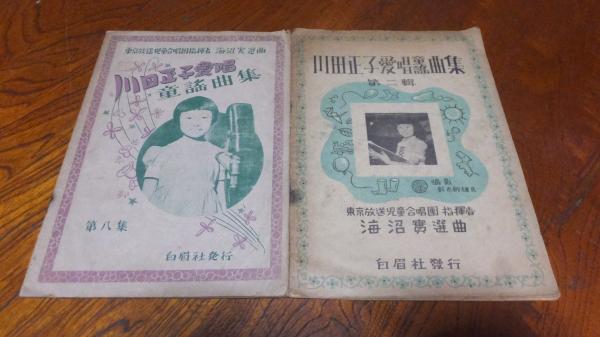 東京放送児童合唱団指揮者 海沼実選曲
川田正子愛唱
童謡曲集
第八集
白眉社発行
川田正子愛唱童謡曲集
第二輯
東京放送児童合唱團 指揮者
海沼實選曲
白眉社發行